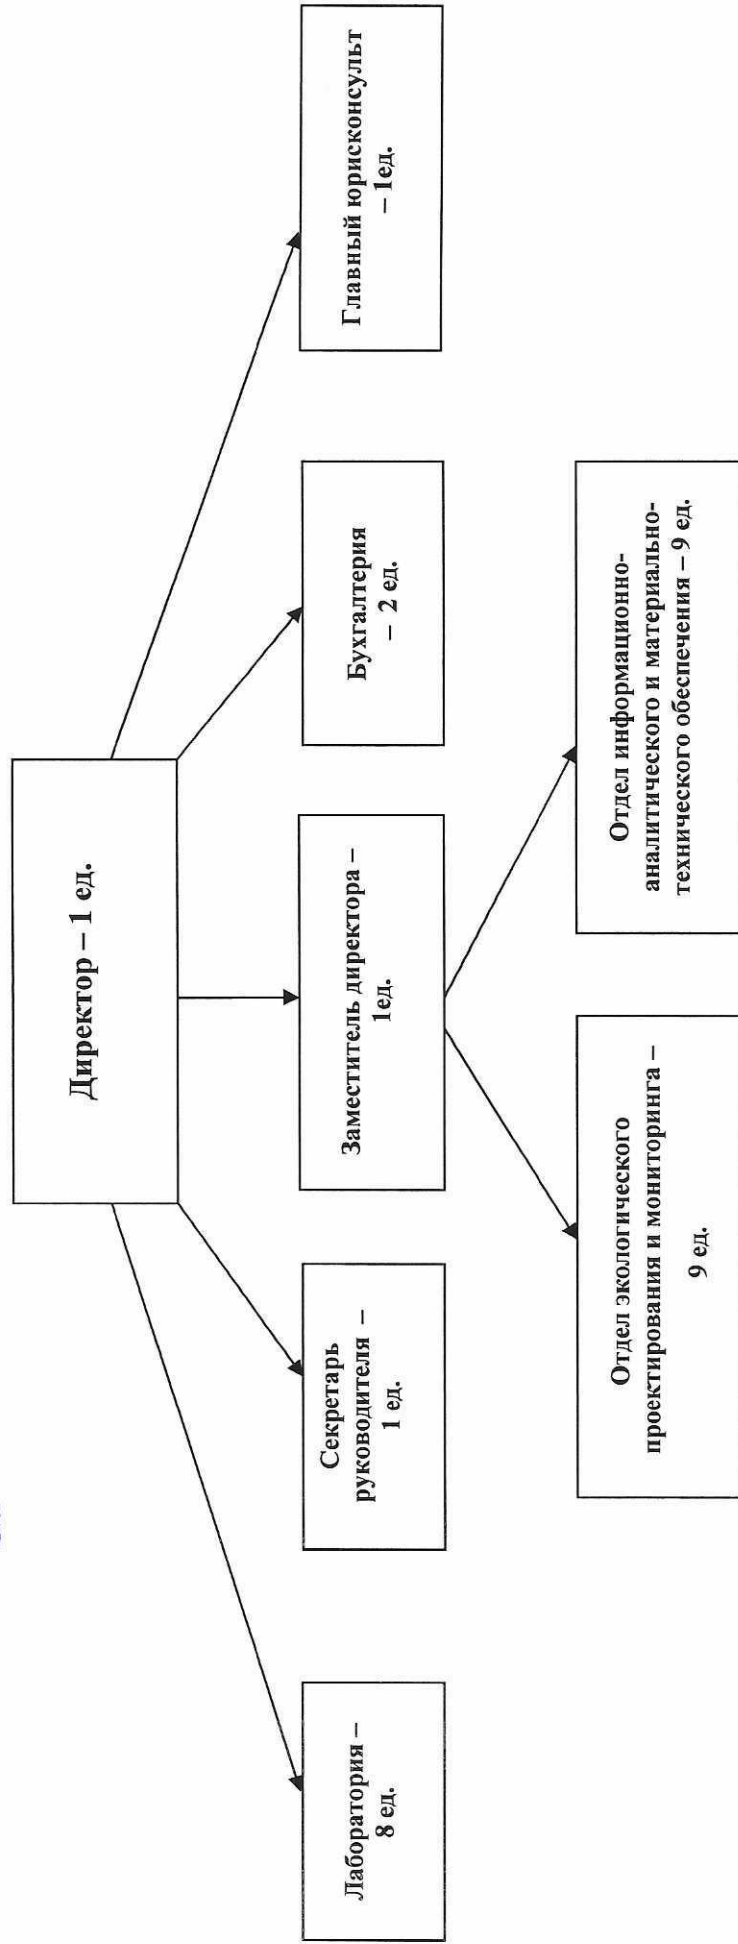 Директор – 1 ед.
Лаборатория –
8 ед.
Секретарь
руководителя –
1 ед.
Заместитель директора –
1ед.
Бухгалтерия
– 2 ед.
Главный юрисконсульт
– 1ед.
Отдел экологического
проектирования и мониторинга –
9 ед.
Отдел информационно-
аналитического и материально-
технического обеспечения – 9 ед.